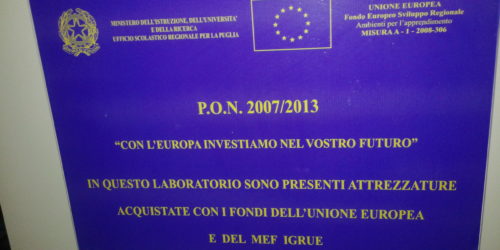 MINISTERO DELL'ISTRUZIONE, DELL'UNIVERSITA'
E DELLA RICERCA
UFFICIO SCOLASTICO REGIONALE PER LA PUGLIA
UNIONE EUROPEA
Fondo Europeo Sviluppo Regionale
Ambienti per l'apprendimento
MISURA A - 1 - 2008-306
P.O.N. 2007/2013
“CON L'EUROPA INVESTIAMO NEL VOSTRO FUTURO”
IN QUESTO LABORATORIO SONO PRESENTI ATTREZZATURE
ACQUISTATE CON I FONDI DELL'UNIONE EUROPEA
E DEL MEF IGRUE